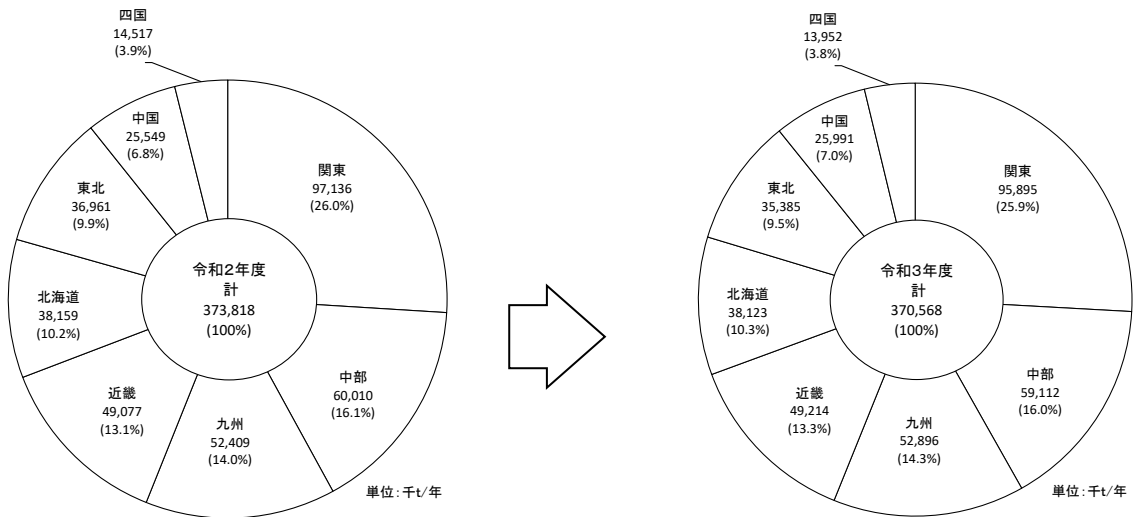 四国
14,517
(3.9%)
中国
25,549
(6.8%)
東北
36,961
(9.9%)
北海道
38,159
(10.2%)
近畿
49,077
(13.1%)
九州
52,409
(14.0%)
中部
60,010
(16.1%)
関東
97,136
(26.0%)
令和2年度
計
373,818
(100%)
単位:千t/年
四国
13,952
(3.8%)
中国
25,991
(7.0%)
東北
35,385
(9.5%)
北海道
38,123
(10.3%)
近畿
49,214
(13.3%)
九州
52,896
(14.3%)
中部
59,112
(16.0%)
関東
95,895
(25.9%)
令和3年度
計
370,568
(100%)
単位:千t/年